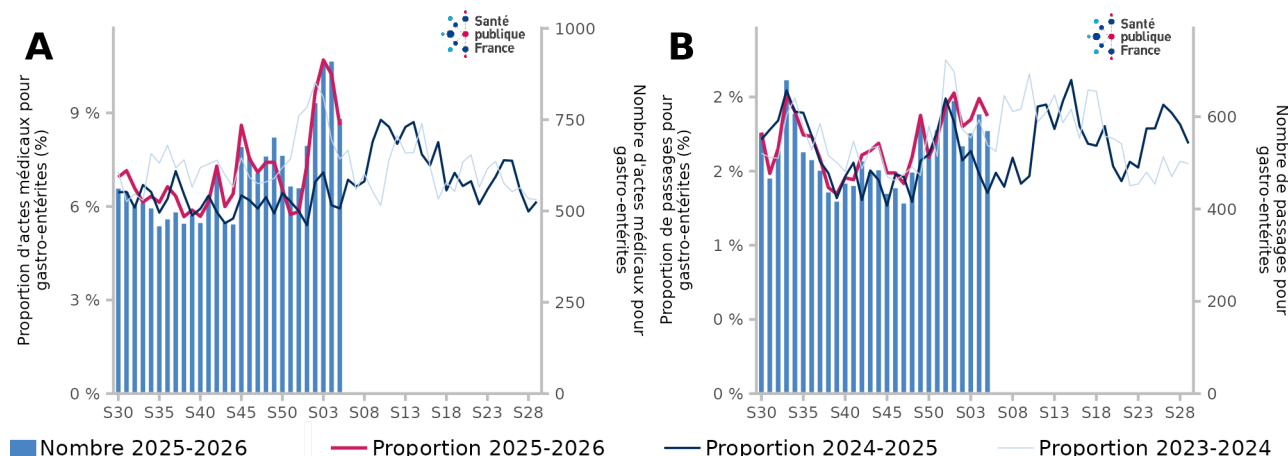 A
Santé
publique
France
Proportion d'actes médicaux pour
gastro-entérites (%)
9 %
6 %
3 %
0 %
1000
750
500
250
0
Nombre d'actes médicaux pour
gastro-entérites
S30 S35 S40 S45 S50 S03 S08 S13 S18 S23 S28
B
Santé
publique
France
Proportion de passages pour
gastro-entérites (%)
2 %
2 %
1 %
0 %
0 %
600
400
200
0
Nombre de passages pour
gastro-entérites
S30 S35 S40 S45 S50 S03 S08 S13 S18 S23 S28
Nombre 2025-2026 Proportion 2025-2026 Proportion 2024-2025 Proportion 2023-2024